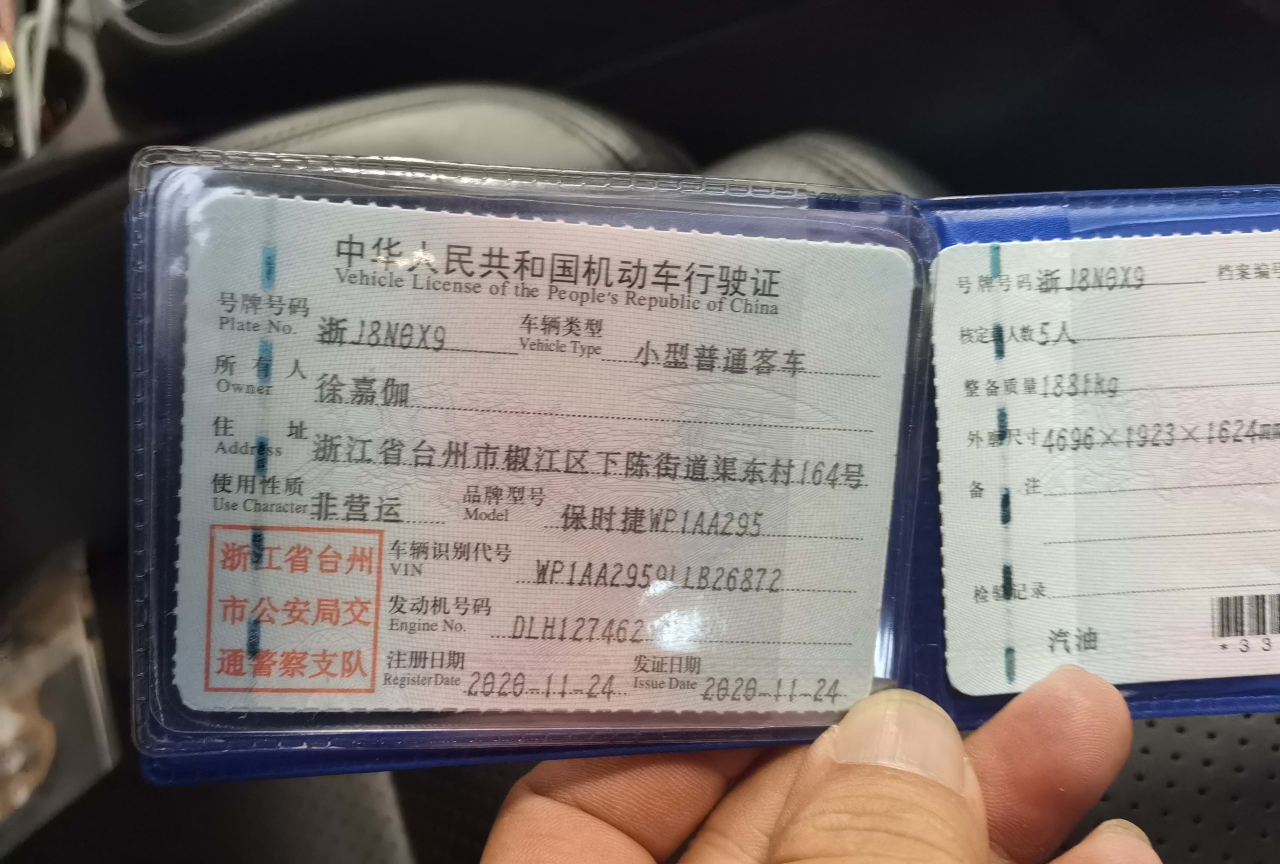 中华人民共和国机动车行驶证
Vehicle License of the People's Republic of China
号牌号码 浙J8N0X9 车辆类型 小型普通客车
Plate No. Vehicle Type
所有人 徐嘉伽
Owner
住址 浙江省台州市椒江区下陈街道渠东村164号
Address
使用性质 非营运 品牌型号 保时捷WP1AA295
Use Character Model
浙江省台州
市公安局交
通警察支队
车辆识别代号 WP1AA2959LLB26872
VIN
发动机号码 DLH127462
Engine No.
注册日期 2020-11-24 发证日期 2020-11-24
Register Date Issue Date
号牌号码 浙J8N0X9 档案编号
核定载人数 5人
整备质量 1881kg
外廓尺寸 4696×1923×1624mm
备注
检验记录
汽油
*33